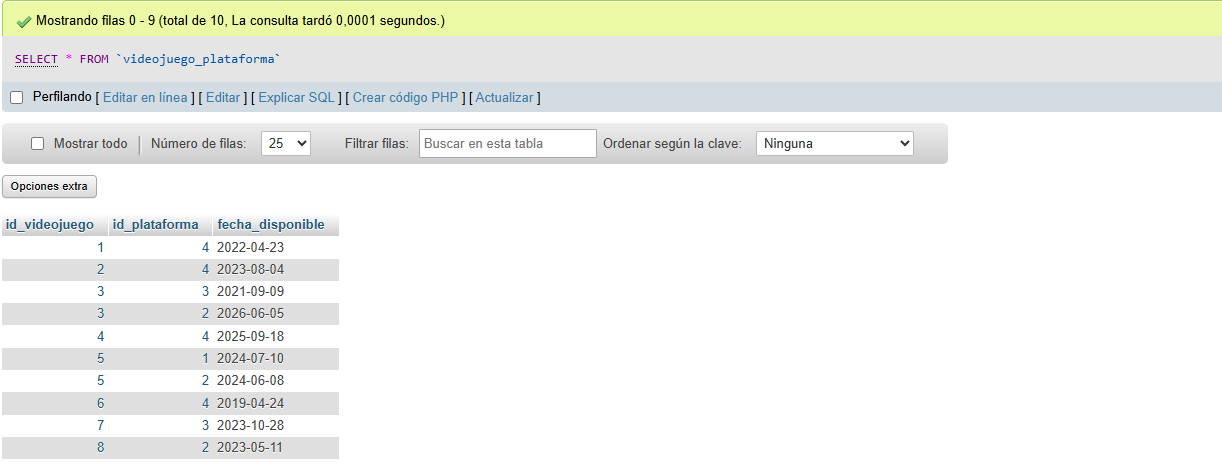 Mostrando filas 0 - 9 (total de 10, La consulta tardó 0,0001 segundos.)
SELECT * FROM `videojuego_plataforma`
Perfilando [ Editar en línea ] [ Editar ] [ Explicar SQL ] [ Crear código PHP ] [ Actualizar ]
Mostrar todo Número de filas: 25 Filtrar filas: Buscar en esta tabla Ordenar según la clave: Ninguna
Opciones extra
id_videojuego id_plataforma fecha_disponible
1 4 2022-04-23
2 4 2023-08-04
3 3 2021-09-09
3 2 2026-06-05
4 4 2025-09-18
5 1 2024-07-10
5 2 2024-06-08
6 4 2019-04-24
7 3 2023-10-28
8 2 2023-05-11